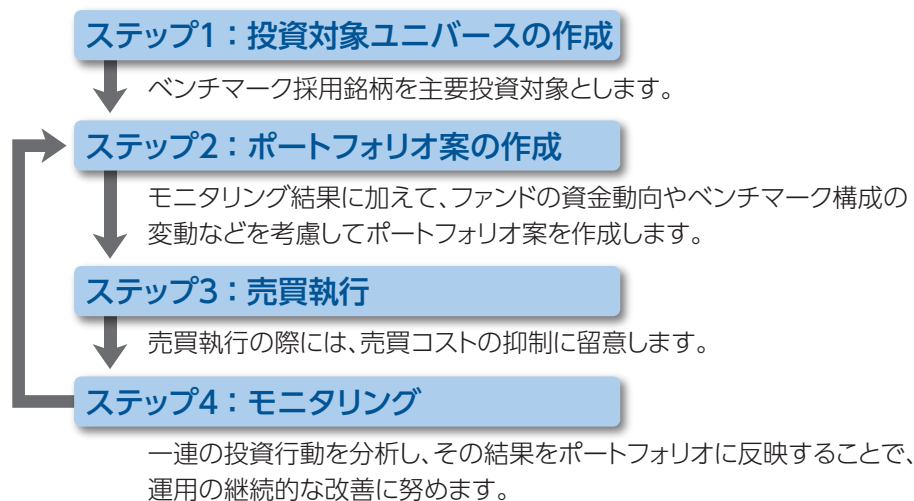 ステップ1：投資対象ユニバースの作成
ベンチマーク採用銘柄を主要投資対象とします。
ステップ2：ポートフォリオ案の作成
モニタリング結果に加えて、ファンドの資金動向やベンチマーク構成の
変動などを考慮してポートフォリオ案を作成します。
ステップ3：売買執行
売買執行の際には、売買コストの抑制に留意します。
ステップ4：モニタリング
一連の投資行動を分析し、その結果をポートフォリオに反映することで、
運用の継続的な改善に努めます。